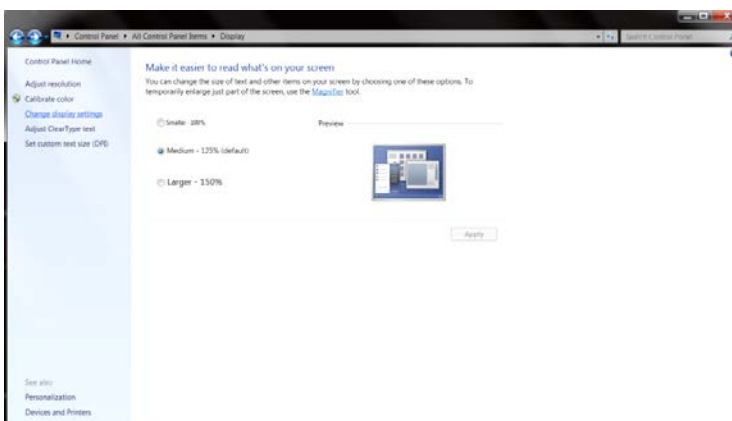 Control Panel ▸ All Control Panel Items ▸ Display
Search Control Panel
Control Panel Home
Adjust resolution
Calibrate color
Change display settings
Adjust ClearType text
Set custom text size (DPI)
See also
Personalization
Devices and Printers
Make it easier to read what's on your screen
You can change the size of text and other items on your screen by choosing one of these options. To
temporarily enlarge just part of the screen, use the Magnifier tool.
Smaller - 100%
Preview
Medium - 125% (default)
Larger - 150%
Apply